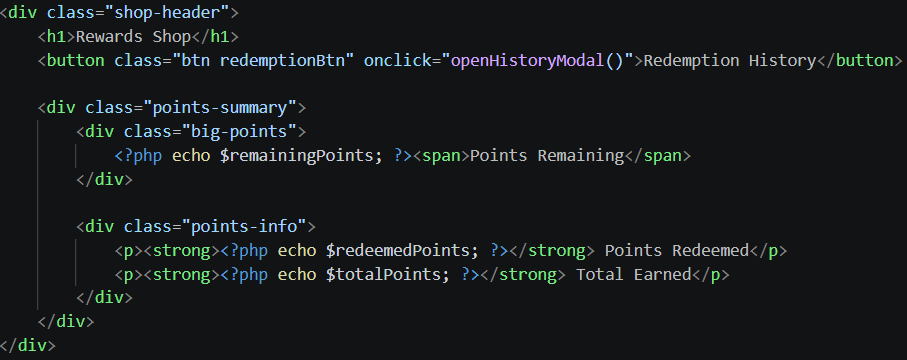 <div class="shop-header">
    <h1>Rewards Shop</h1>
    <button class="btn redemptionBtn" onclick="openHistoryModal()">Redemption History</button>

    <div class="points-summary">
        <div class="big-points">
            <?php echo $remainingPoints; ?><span>Points Remaining</span>
        </div>

        <div class="points-info">
            <p><strong><?php echo $redeemedPoints; ?></strong> Points Redeemed</p>
            <p><strong><?php echo $totalPoints; ?></strong> Total Earned</p>
        </div>
    </div>
</div>